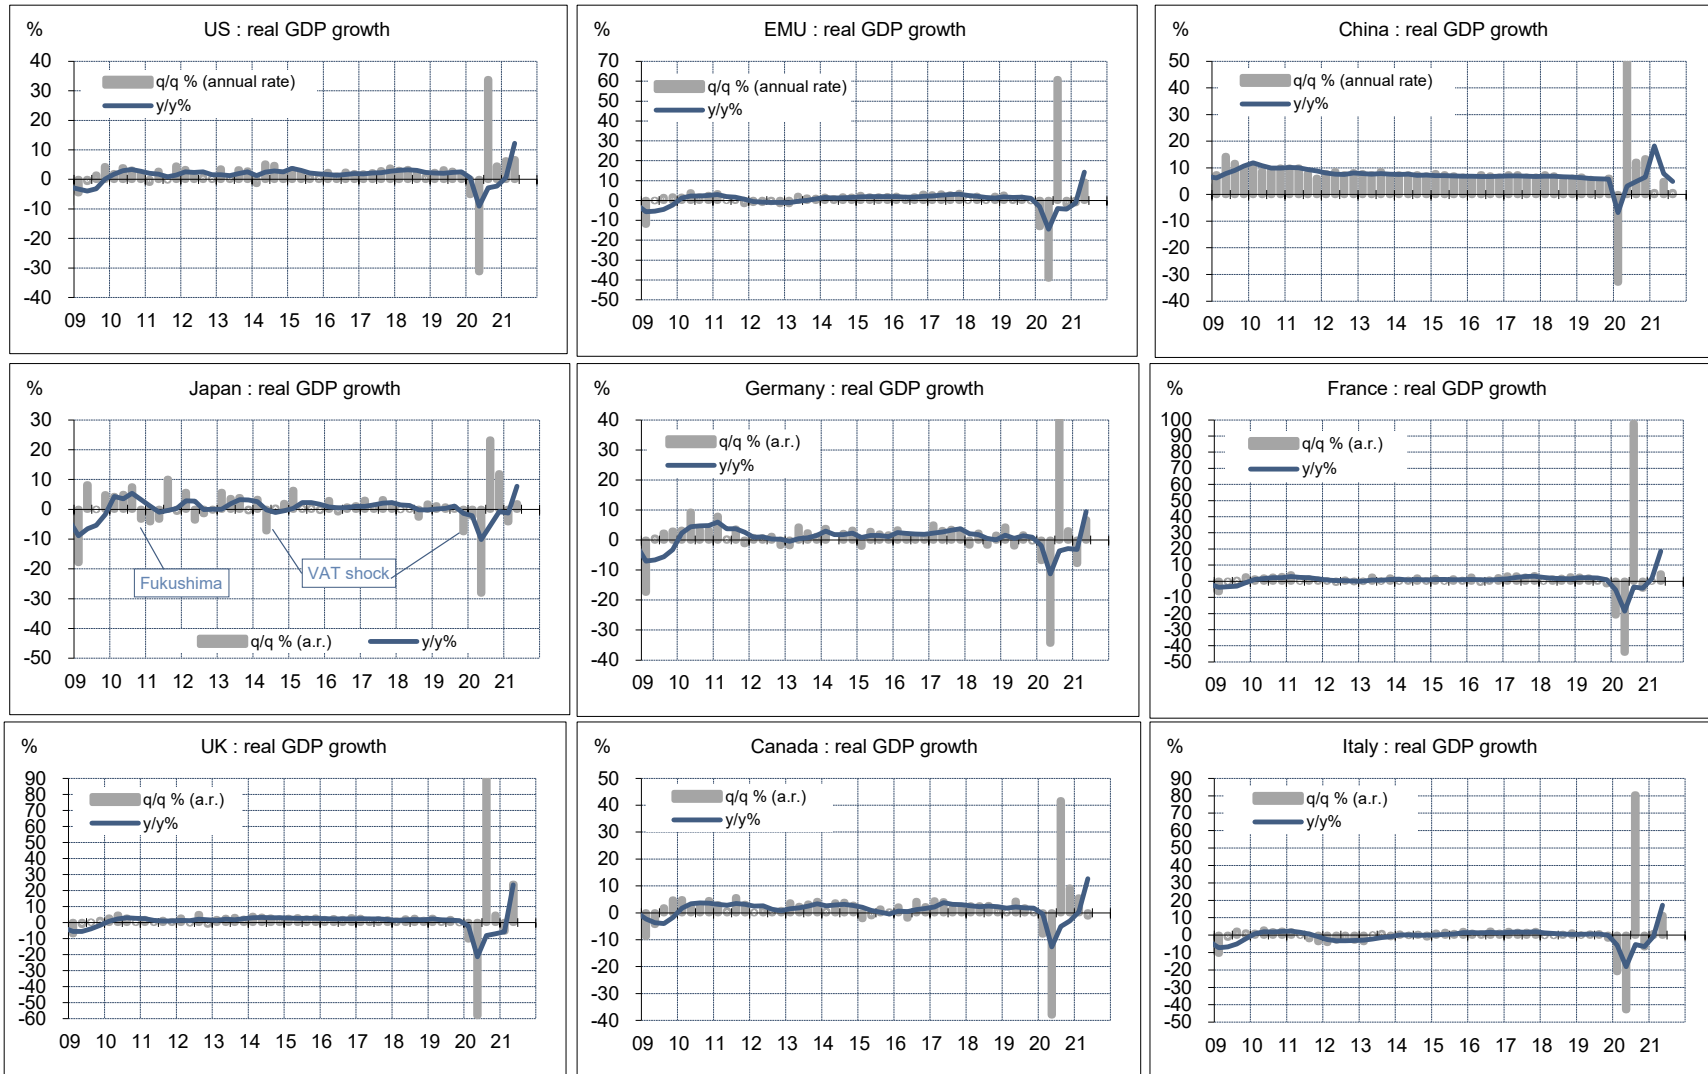 % US : real GDP growth
q/q % (annual rate)
y/y%
40
30
20
10
0
-10
-20
-30
-40
09 10 11 12 13 14 15 16 17 18 19 20 21
% EMU : real GDP growth
q/q % (annual rate)
y/y%
70
60
50
40
30
20
10
0
-10
-20
-30
-40
-50
09 10 11 12 13 14 15 16 17 18 19 20 21
% China : real GDP growth
q/q % (annual rate)
y/y%
50
40
30
20
10
0
-10
-20
-30
-40
09 10 11 12 13 14 15 16 17 18 19 20 21
% Japan : real GDP growth
30
20
10
0
-10
-20
-30
-40
-50
Fukushima
VAT shock
q/q % (a.r.) y/y%
09 10 11 12 13 14 15 16 17 18 19 20 21
% Germany : real GDP growth
q/q % (a.r.)
y/y%
40
30
20
10
0
-10
-20
-30
-40
09 10 11 12 13 14 15 16 17 18 19 20 21
% France : real GDP growth
q/q % (a.r.)
y/y%
100
90
80
70
60
50
40
30
20
10
0
-10
-20
-30
-40
-50
09 10 11 12 13 14 15 16 17 18 19 20 21
% UK : real GDP growth
q/q % (a.r.)
y/y%
90
80
70
60
50
40
30
20
10
0
-10
-20
-30
-40
-50
-60
09 10 11 12 13 14 15 16 17 18 19 20 21
% Canada : real GDP growth
q/q % (a.r.)
y/y%
50
40
30
20
10
0
-10
-20
-30
-40
09 10 11 12 13 14 15 16 17 18 19 20 21
% Italy : real GDP growth
q/q % (a.r.)
y/y%
90
80
70
60
50
40
30
20
10
0
-10
-20
-30
-40
-50
09 10 11 12 13 14 15 16 17 18 19 20 21